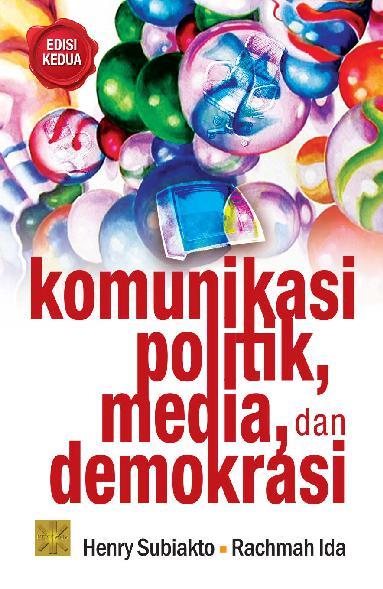 EDISI
KEDUA
komunikasi
politik,
media, dan
demokrasi
Henry Subiakto ▪ Rachmah Ida